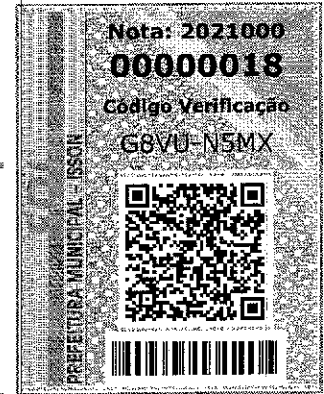 Nota: 2021000
00000018
Código Verificação
G8VU-N5MX
PREFEITURA MUNICIPAL ISSQN